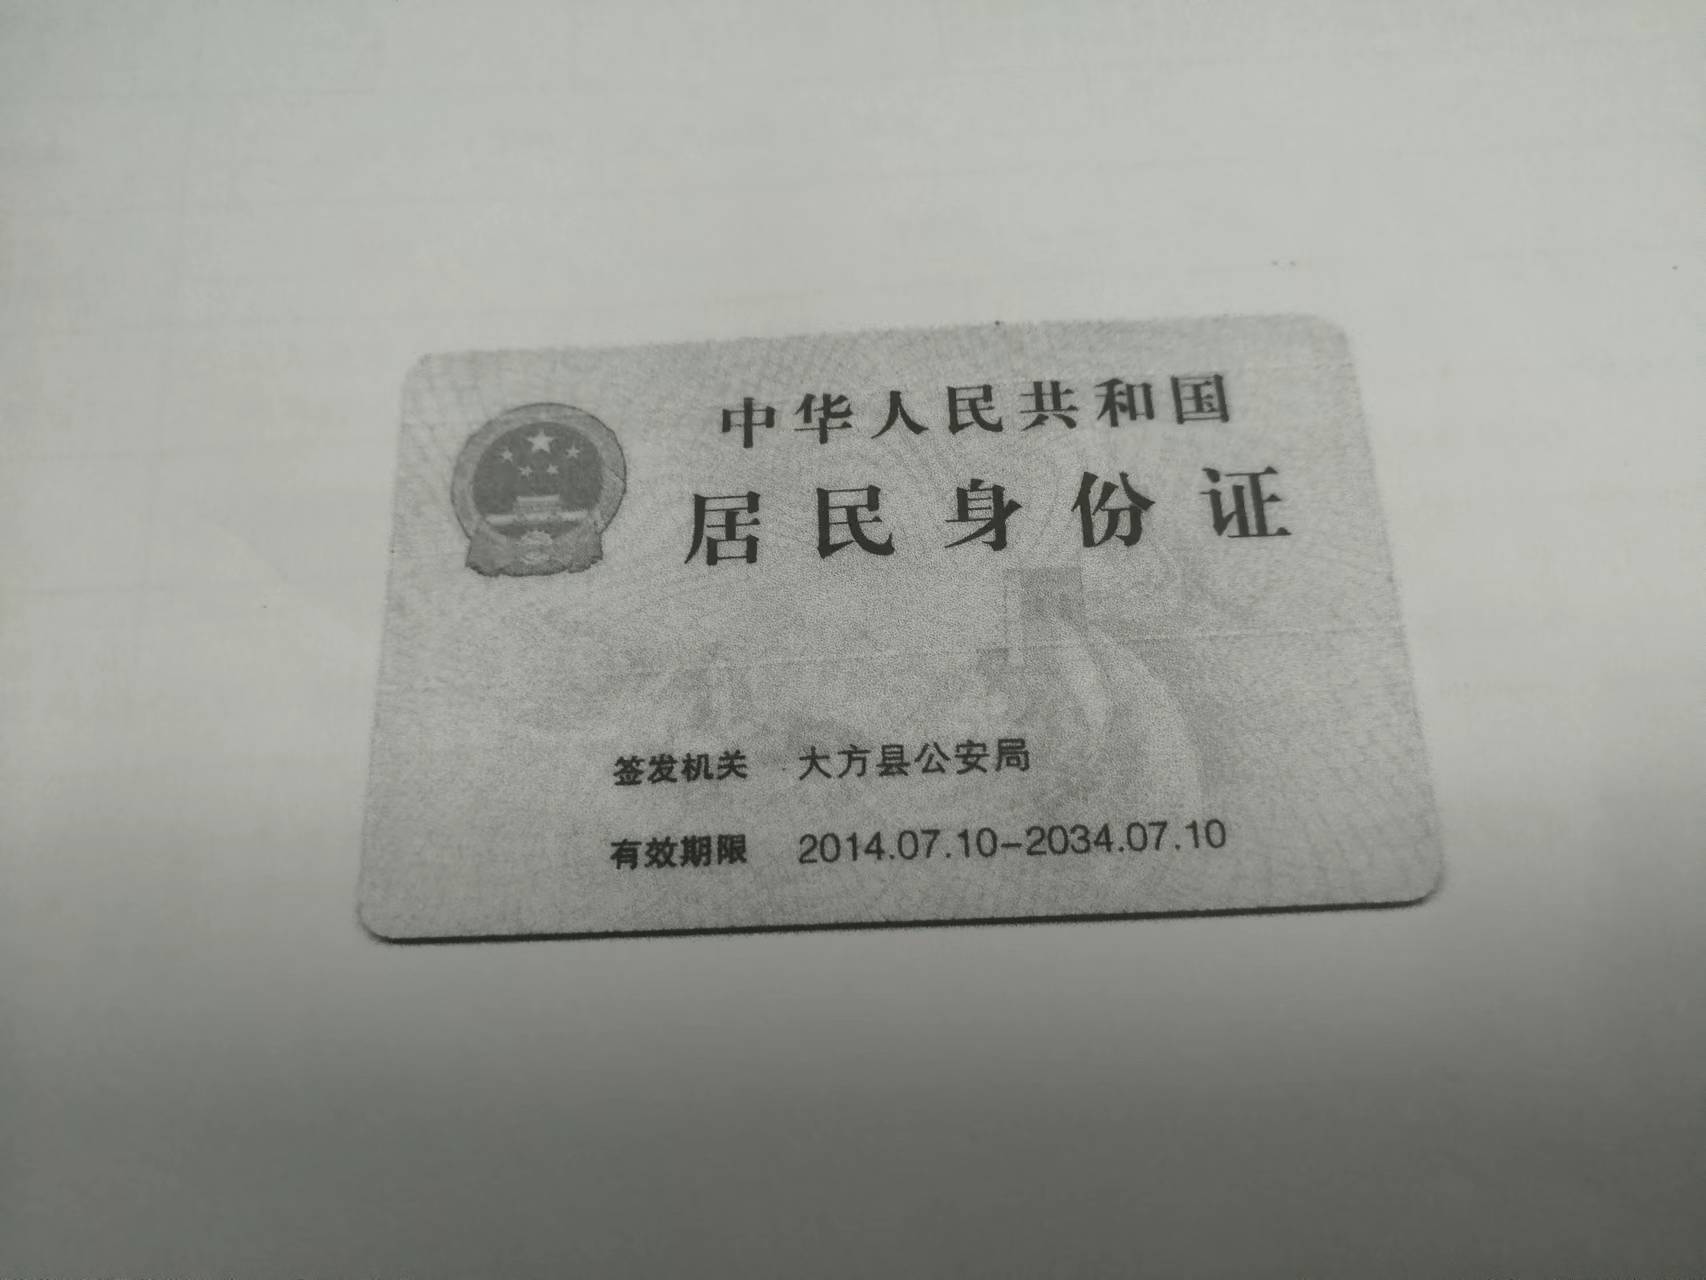 中华人民共和国
居民身份证
签发机关 大方县公安局
有效期限 2014.07.10-2034.07.10